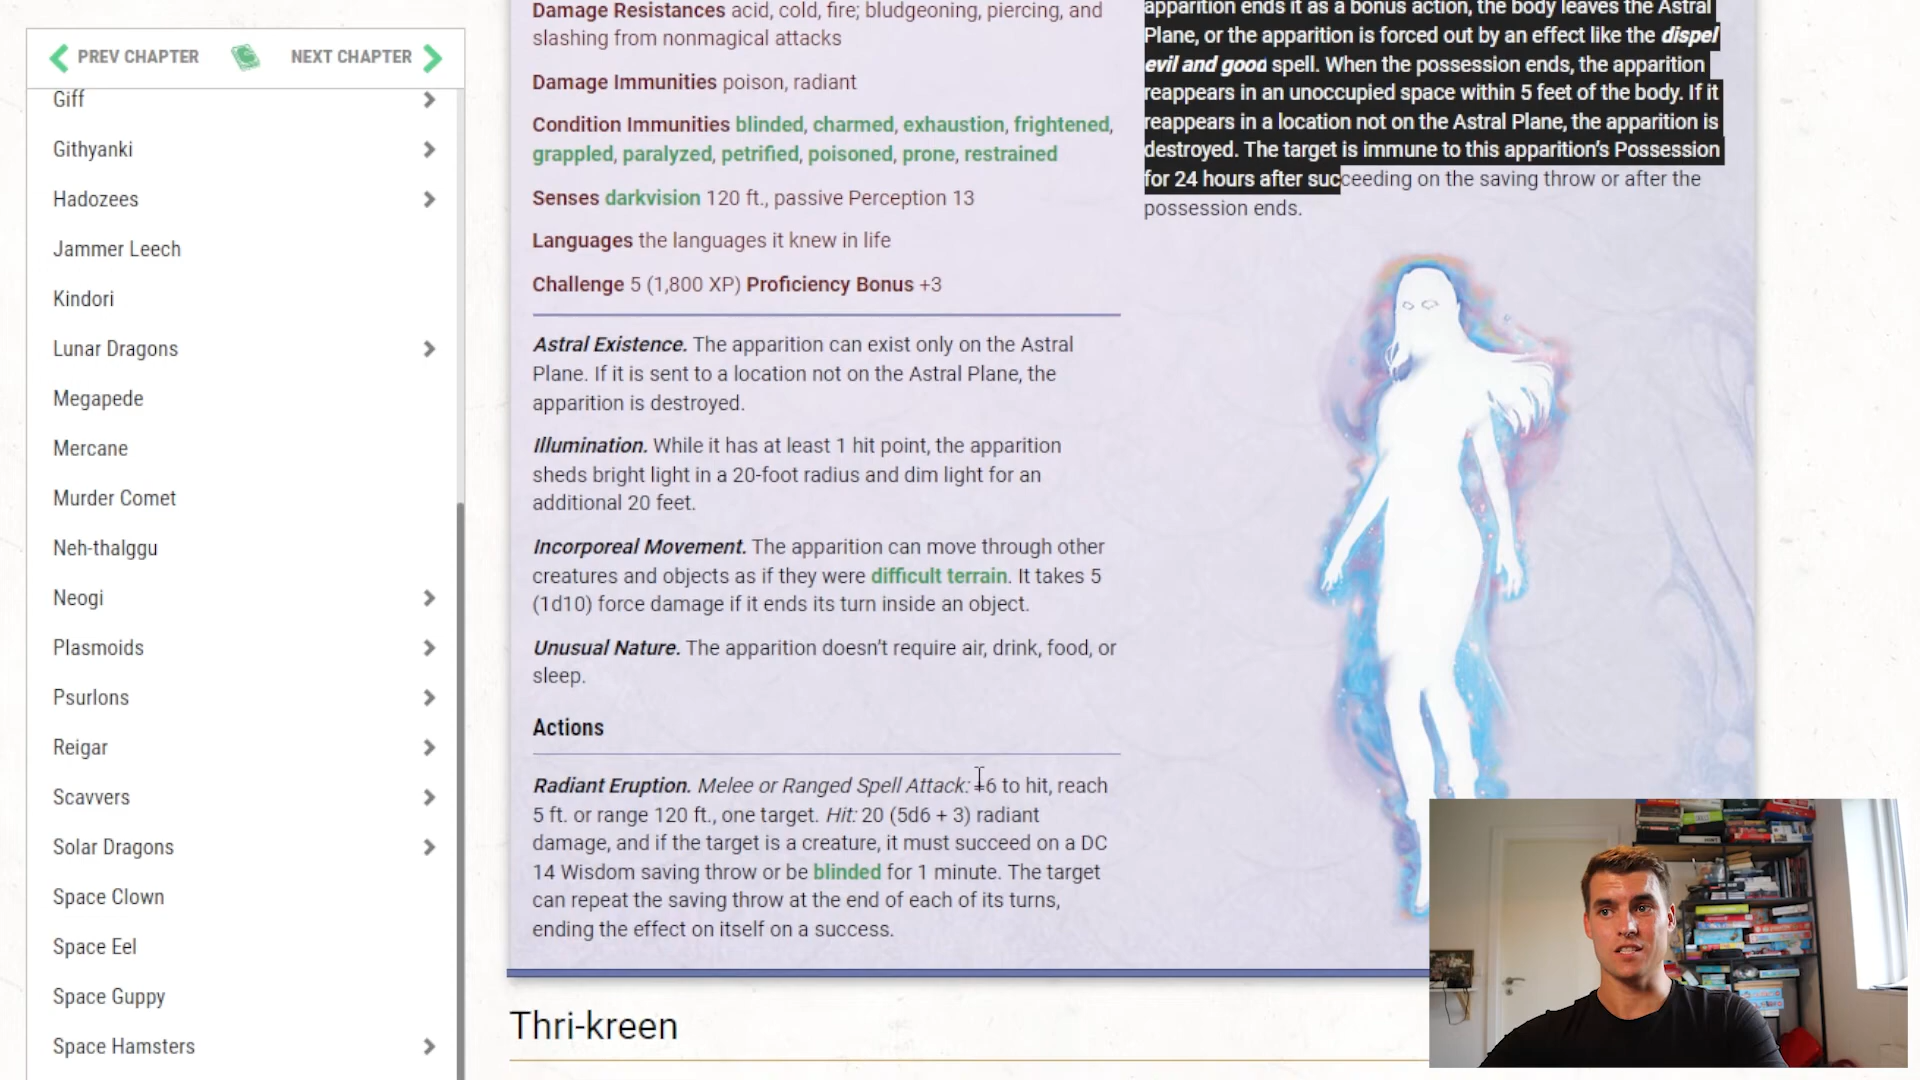 PREV CHAPTER
NEXT CHAPTER
Giff
Githyanki
Hadozees
Jammer Leech
Kindori
Lunar Dragons
Megapede
Mercane
Murder Comet
Neh-thalggu
Neogi
Plasmoids
Psurlons
Reigar
Scavvers
Solar Dragons
Space Clown
Space Eel
Space Guppy
Space Hamsters
Damage Resistances acid, cold, fire; bludgeoning, piercing, and
slashing from nonmagical attacks
Damage Immunities poison, radiant
Condition Immunities blinded, charmed, exhaustion, frightened,
grappled, paralyzed, petrified, poisoned, prone, restrained
Senses darkvision 120 ft., passive Perception 13
Languages the languages it knew in life
Challenge 5 (1,800 XP) Proficiency Bonus +3
Astral Existence. The apparition can exist only on the Astral
Plane. If it is sent to a location not on the Astral Plane, the
apparition is destroyed.
Illumination. While it has at least 1 hit point, the apparition
sheds bright light in a 20-foot radius and dim light for an
additional 20 feet.
Incorporeal Movement. The apparition can move through other
creatures and objects as if they were difficult terrain. It takes 5
(1d10) force damage if it ends its turn inside an object.
Unusual Nature. The apparition doesn't require air, drink, food, or
sleep.
Actions
Radiant Eruption. Melee or Ranged Spell Attack: +6 to hit, reach
5 ft. or range 120 ft., one target. Hit: 20 (5d6 + 3) radiant
damage, and if the target is a creature, it must succeed on a DC
14 Wisdom saving throw or be blinded for 1 minute. The target
can repeat the saving throw at the end of each of its turns,
ending the effect on itself on a success.
apparition ends it as a bonus action, the body leaves the Astral
Plane, or the apparition is forced out by an effect like the dispel
evil and good spell. When the possession ends, the apparition
reappears in an unoccupied space within 5 feet of the body. If it
reappears in a location not on the Astral Plane, the apparition is
destroyed. The target is immune to this apparition's Possession
for 24 hours after succeeding on the saving throw or after the
possession ends.
Thri-kreen